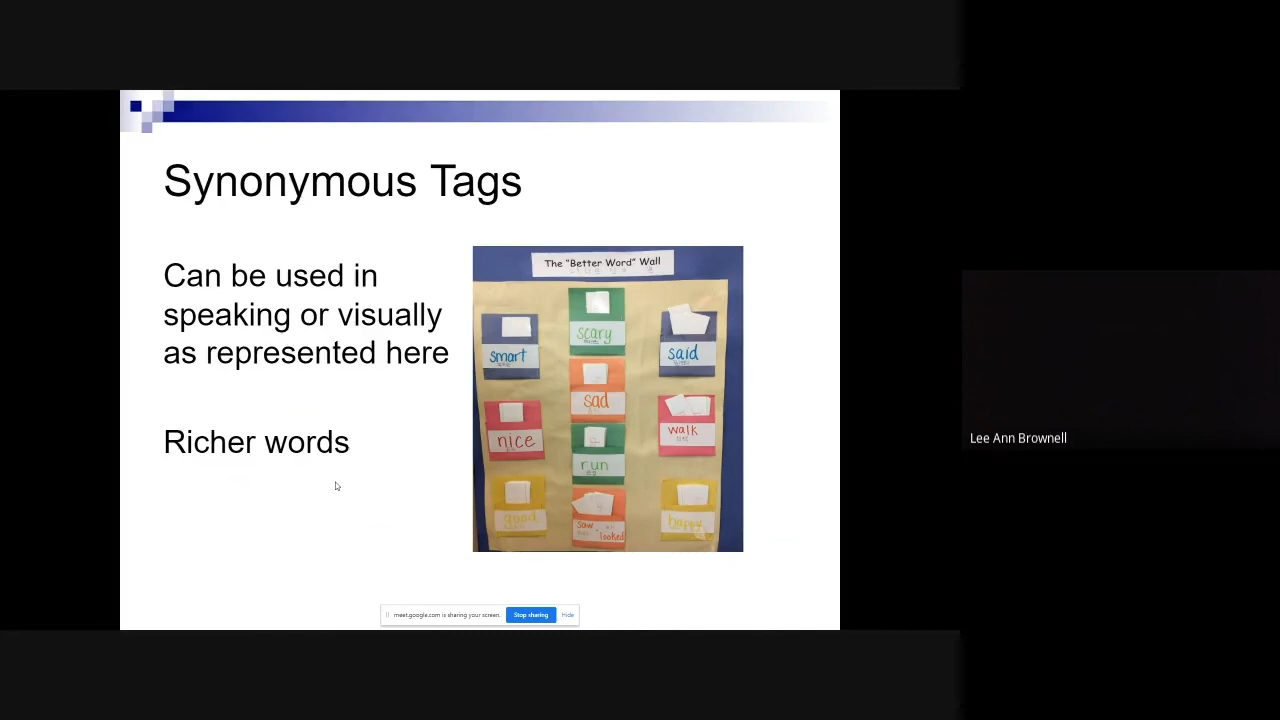 Synonymous Tags
Can be used in
speaking or visually
as represented here
Richer words
The "Better Word" Wall
scary
smart
said
sad
nice
walk
run
good
saw
looked
happy
Lee Ann Brownell
meet.google.com is sharing your screen.
Stop sharing
Hide